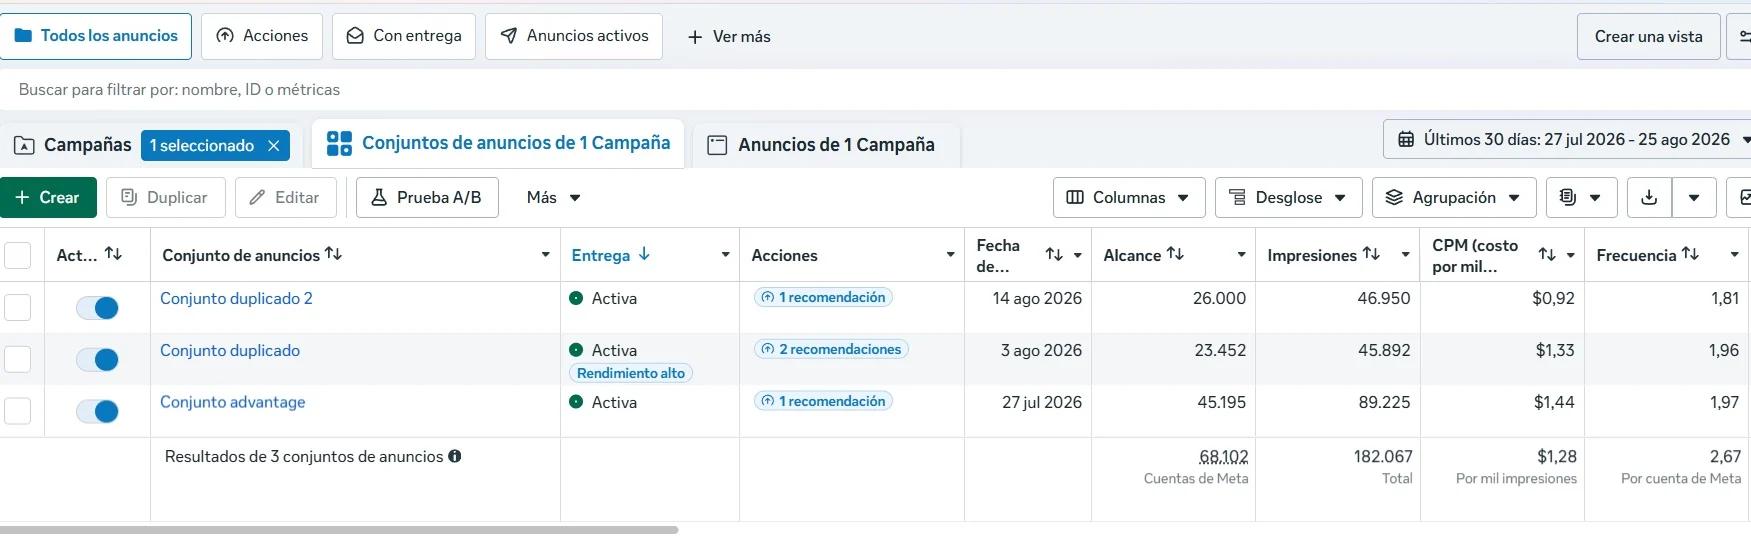 Todos los anuncios
Acciones
Con entrega
Anuncios activos
Ver más
Crear una vista
Buscar para filtrar por: nombre, ID o métricas
Campañas
1 seleccionado
Conjuntos de anuncios de 1 Campaña
Anuncios de 1 Campaña
Últimos 30 días: 27 jul 2026 - 25 ago 2026
Crear
Duplicar
Editar
Prueba A/B
Más
Columnas
Desglose
Agrupación
Act...
Conjunto de anuncios
Entrega
Acciones
Fecha de...
Alcance
Impresiones
CPM (costo por mil...
Frecuencia
Conjunto duplicado 2
Activa
1 recomendación
14 ago 2026
26.000
46.950
$0,92
1,81
Conjunto duplicado
Activa
Rendimiento alto
2 recomendaciones
3 ago 2026
23.452
45.892
$1,33
1,96
Conjunto advantage
Activa
1 recomendación
27 jul 2026
45.195
89.225
$1,44
1,97
Resultados de 3 conjuntos de anuncios
68.102
Cuentas de Meta
182.067
Total
$1,28
Por mil impresiones
2,67
Por cuenta de Meta